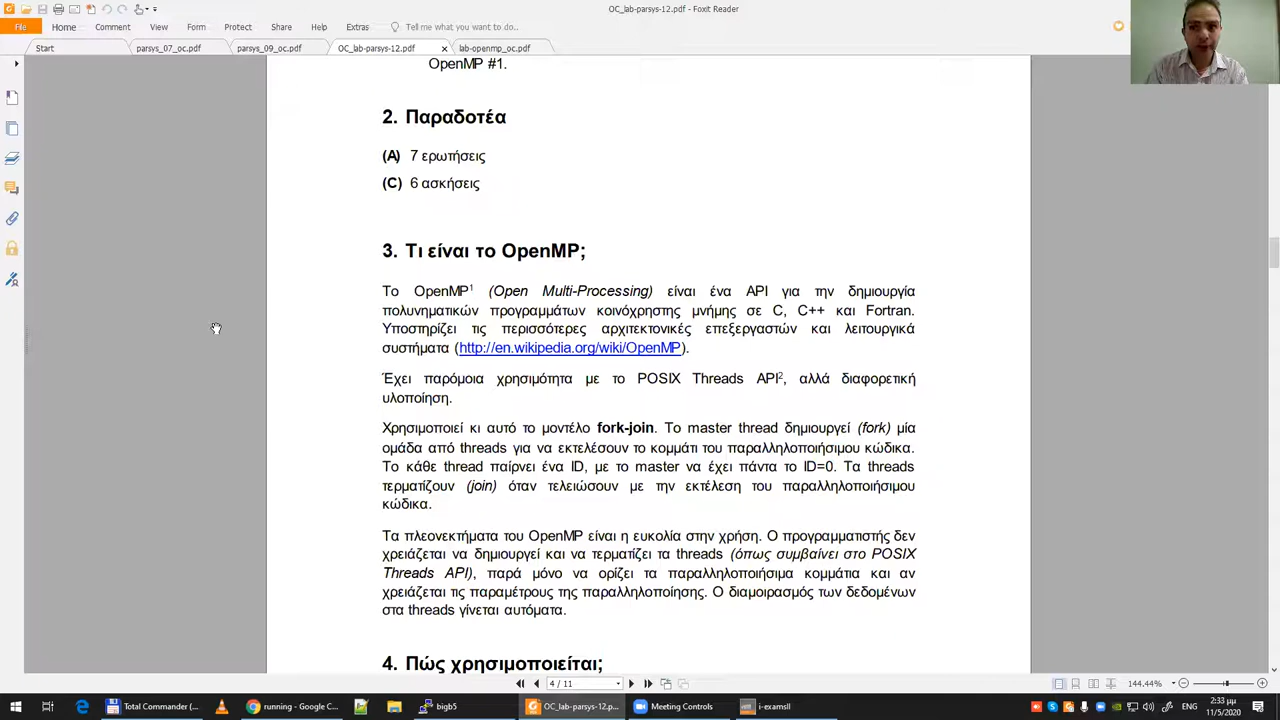 OC_lab-parsys-12.pdf - Foxit Reader
File Home Comment View Form Protect Share Help Extras Tell me what you want to do...
Start parsys_07_oc.pdf parsys_09_oc.pdf OC_lab-parsys-12.pdf lab-openmp_oc.pdf
OpenMP #1.
2. Παραδοτέα
(A) 7 ερωτήσεις
(C) 6 ασκήσεις
3. Τι είναι το OpenMP;
Το OpenMP1 (Open Multi-Processing) είναι ένα API για την δημιουργία
πολυνηματικών προγραμμάτων κοινόχρηστης μνήμης σε C, C++ και Fortran.
Υποστηρίζει τις περισσότερες αρχιτεκτονικές επεξεργαστών και λειτουργικά
συστήματα (http://en.wikipedia.org/wiki/OpenMP).
Έχει παρόμοια χρησιμότητα με το POSIX Threads API2, αλλά διαφορετική
υλοποίηση.
Χρησιμοποιεί κι αυτό το μοντέλο fork-join. Το master thread δημιουργεί (fork) μία
ομάδα από threads για να εκτελέσουν το κομμάτι του παραλληλοποιήσιμου κώδικα.
Το κάθε thread παίρνει ένα ID, με το master να έχει πάντα το ID=0. Τα threads
τερματίζουν (join) όταν τελειώσουν με την εκτέλεση του παραλληλοποιήσιμου
κώδικα.
Τα πλεονεκτήματα του OpenMP είναι η ευκολία στην χρήση. Ο προγραμματιστής δεν
χρειάζεται να δημιουργεί και να τερματίζει τα threads (όπως συμβαίνει στο POSIX
Threads API), παρά μόνο να ορίζει τα παραλληλοποιήσιμα κομμάτια και αν
χρειάζεται τις παραμέτρους της παραλληλοποίησης. Ο διαμοιρασμός των δεδομένων
στα threads γίνεται αυτόματα.
4. Πώς χρησιμοποιείται;
4 / 11 144.44%
Total Commander (... running - Google C... bigb5 OC_lab-parsys-12.p... Meeting Controls i-examsII ENG 2:33 μμ
11/5/2020